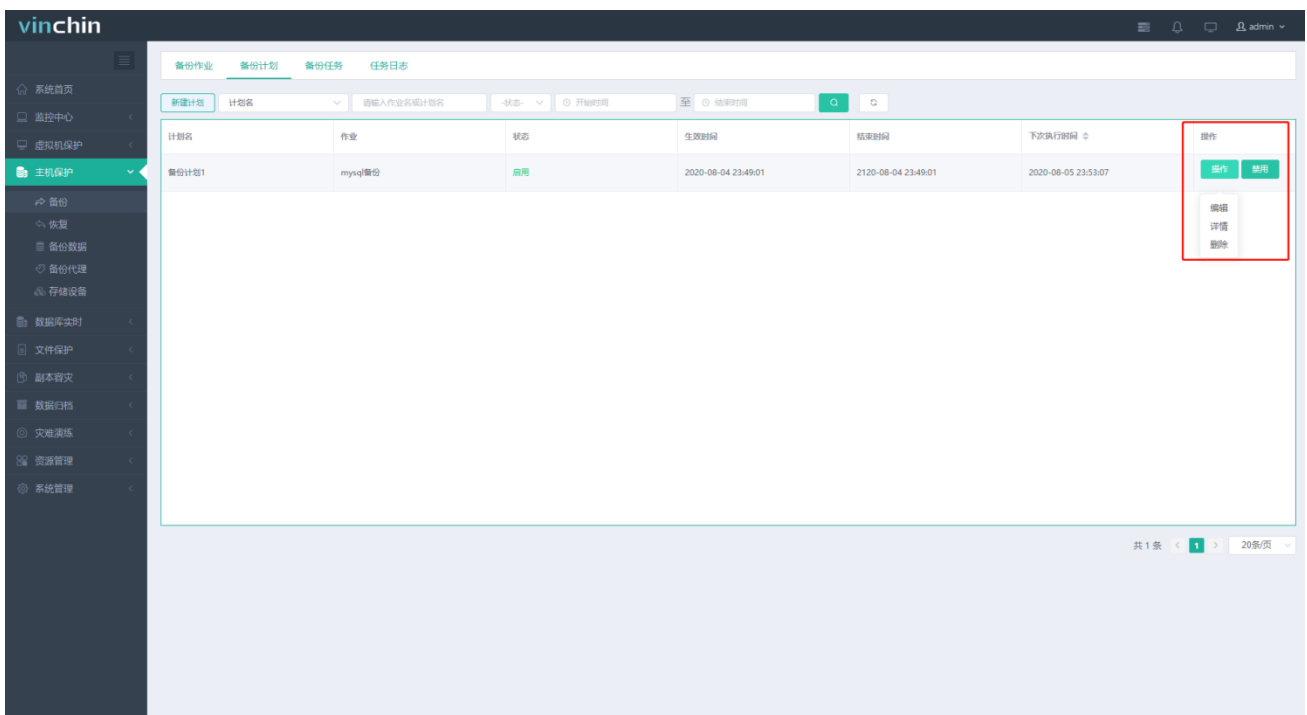 vinchin
admin
备份作业 备份计划 备份任务 任务日志
系统首页
监控中心
虚拟机保护
主机保护
备份
恢复
备份数据
备份代理
存储设备
数据库实时
文件保护
副本容灾
数据归档
灾难演练
资源管理
系统管理
新建计划 计划名 请输入作业名或计划名 -状态- 开始时间 至 结束时间
计划名 作业 状态 生效时间 结束时间 下次执行时间 操作
备份计划1 mysql备份 启用 2020-08-04 23:49:01 2120-08-04 23:49:01 2020-08-05 23:53:07 操作 禁用
编辑
详情
删除
共 1 条 1 20条/页